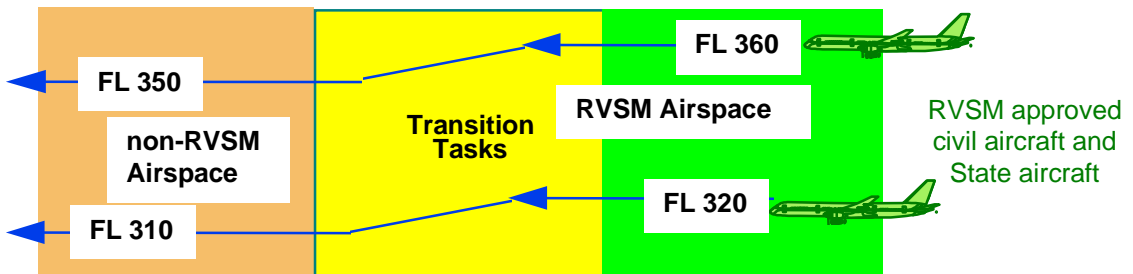 FL 360
FL 350
RVSM Airspace
RVSM approved
civil aircraft and
State aircraft
Transition
Tasks
non-RVSM
Airspace
FL 320
FL 310